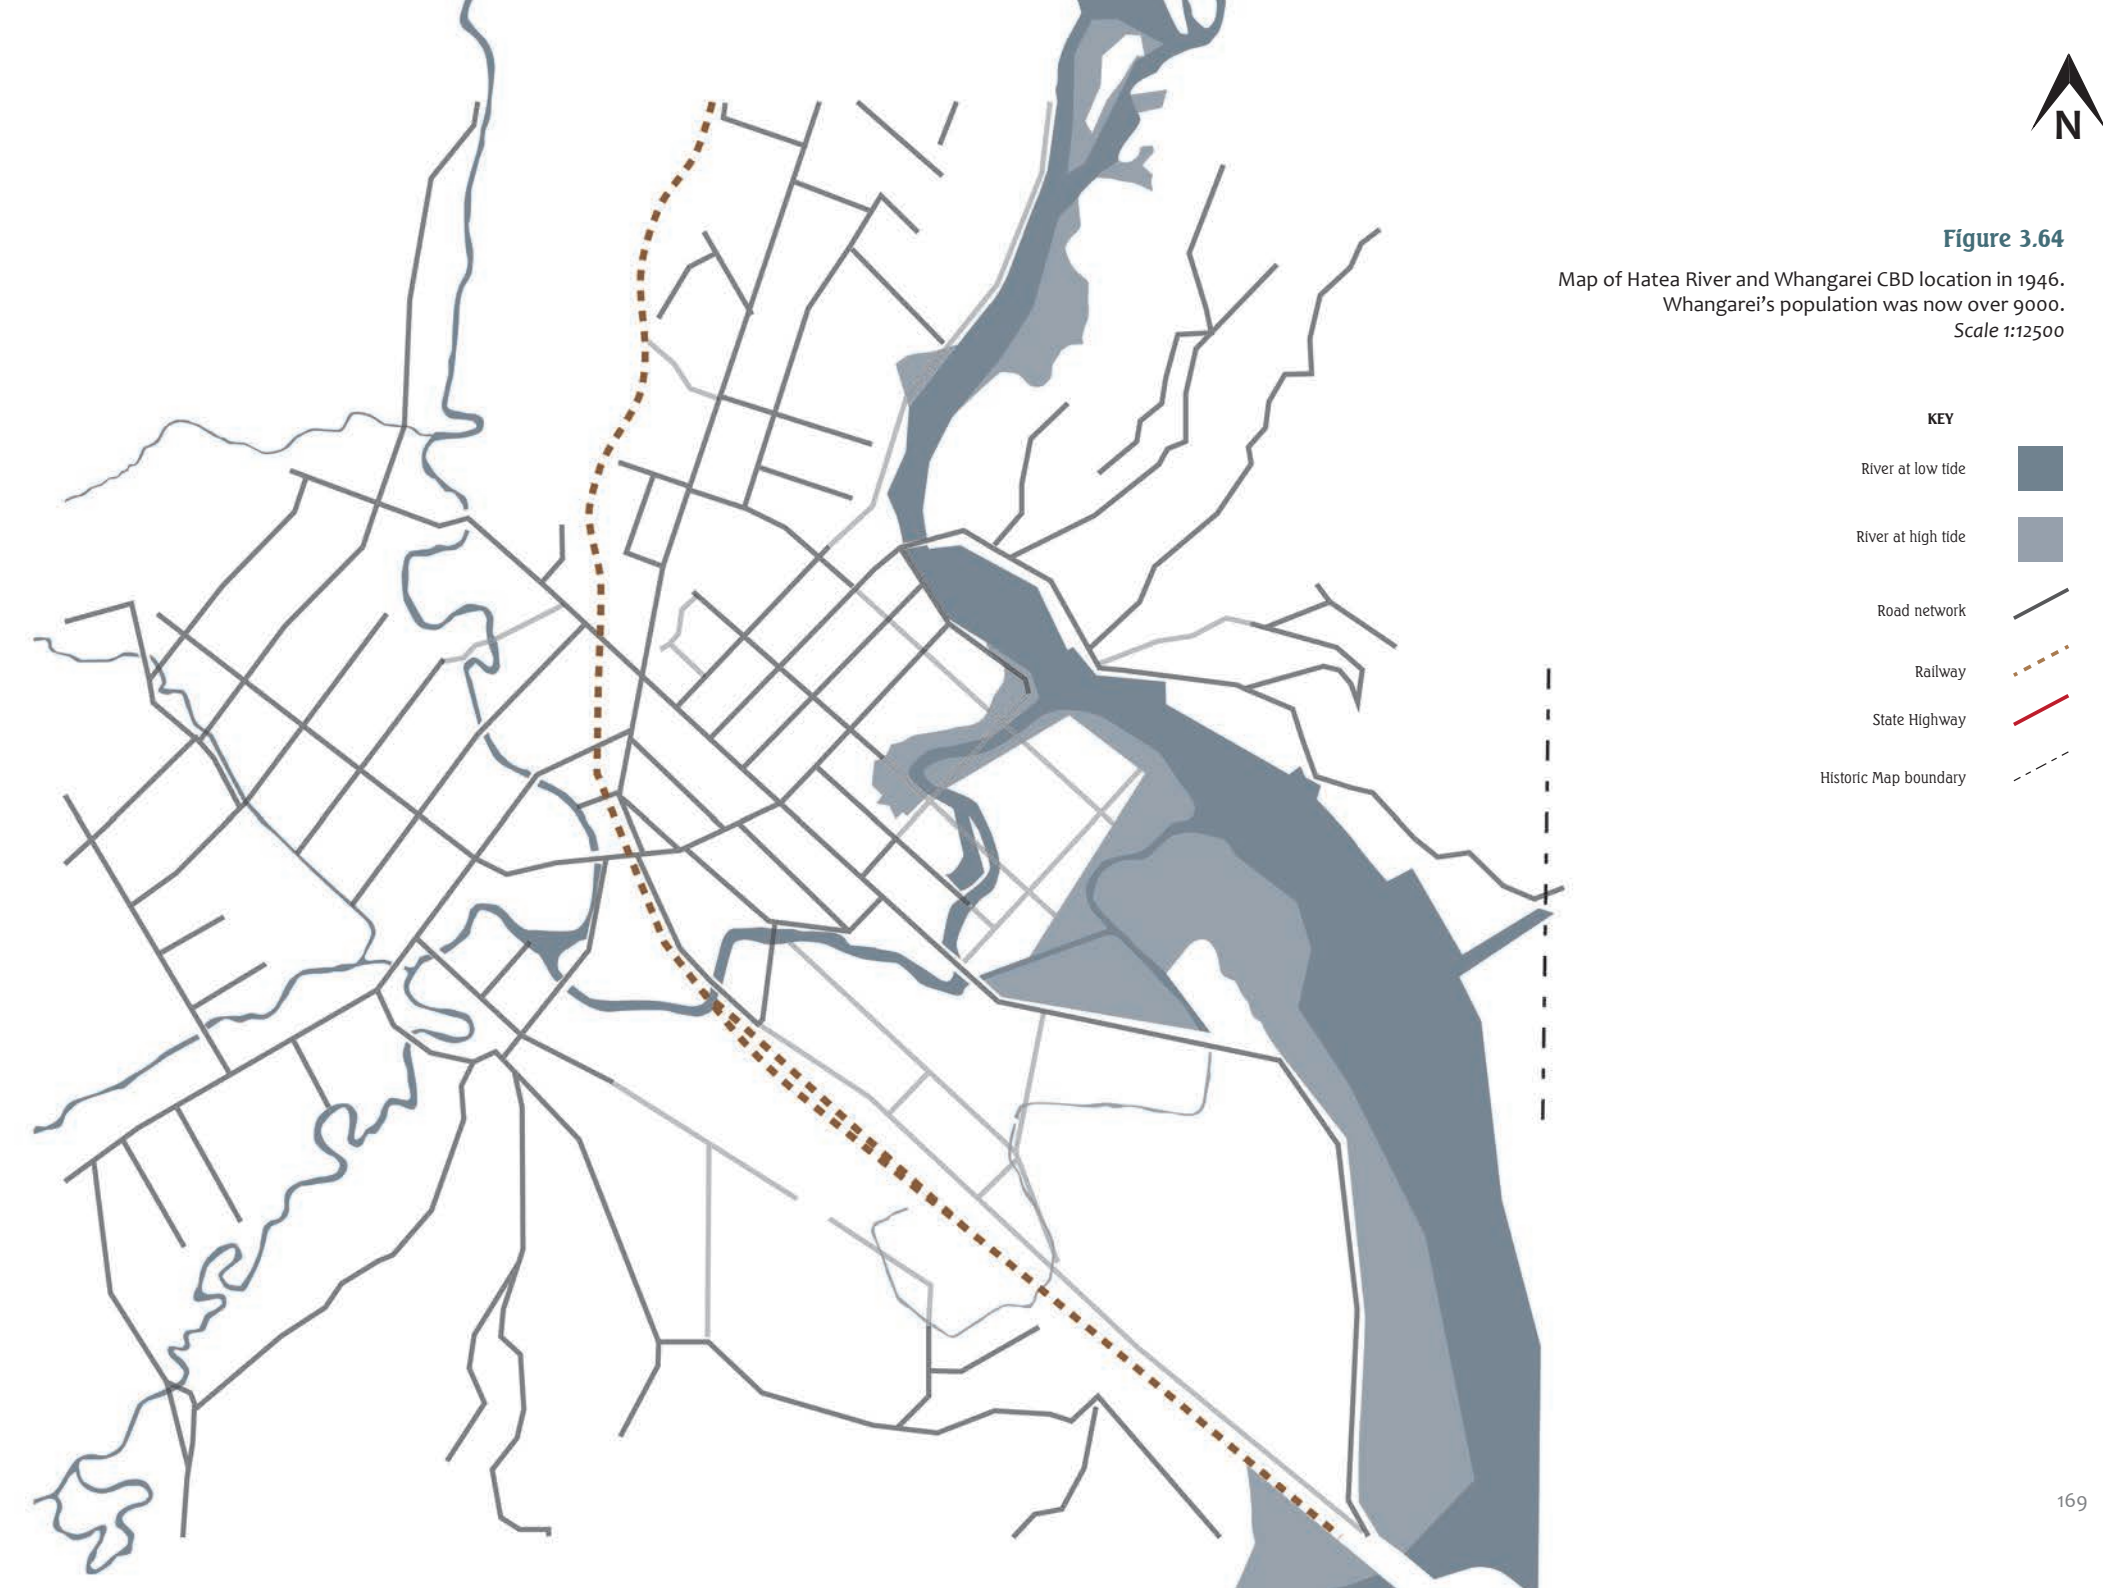 N
Figure 3.64
Map of Hatea River and Whangarei CBD location in 1946.
Whangarei's population was now over 9000.
Scale 1:12500
KEY
River at low tide
River at high tide
Road network
Railway
State Highway
Historic Map boundary
169